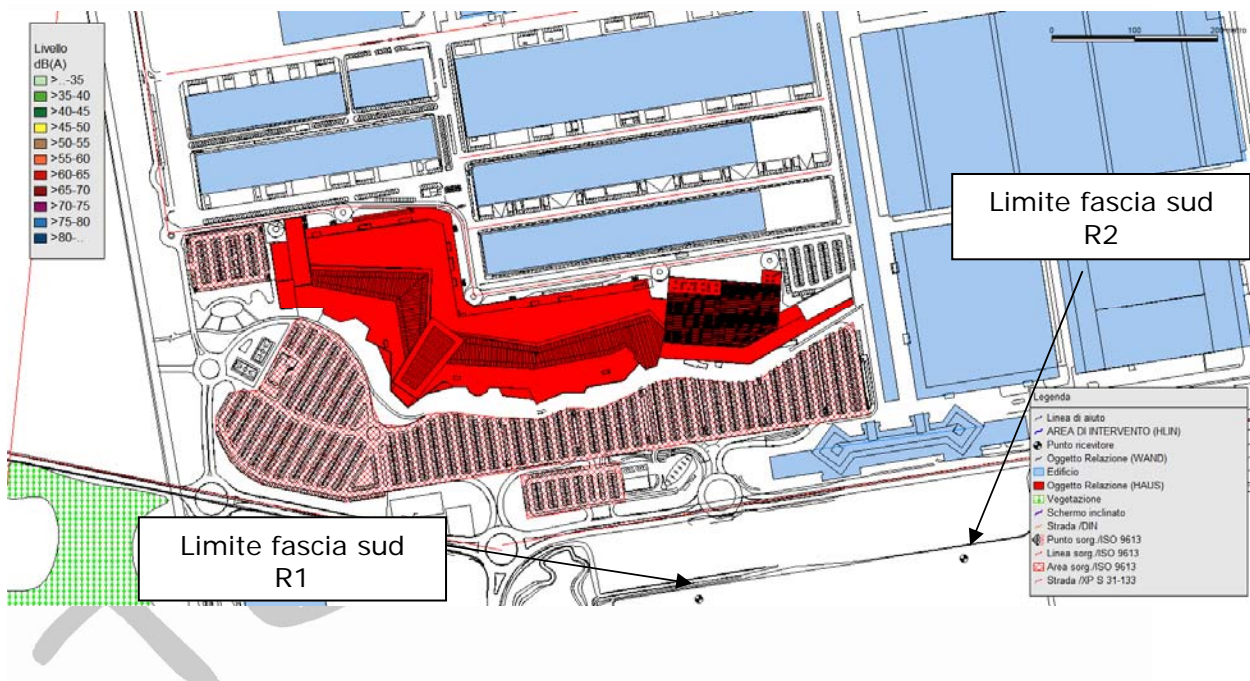 Livello
dB(A)
>..-35
>35-40
>40-45
>45-50
>50-55
>55-60
>60-65
>65-70
>70-75
>75-80
>80-..
0 100 200 metro
Limite fascia sud
R2
Limite fascia sud
R1
Legenda
Linea di aiuto
AREA DI INTERVENTO (HLIN)
Punto ricevitore
Oggetto Relazione (WAND)
Edificio
Oggetto Relazione (HAUS)
Vegetazione
Schermo inclinato
Strada /DIN
Punto sorg./ISO 9613
Linea sorg./ISO 9613
Area sorg./ISO 9613
Strada /XP S 31-133